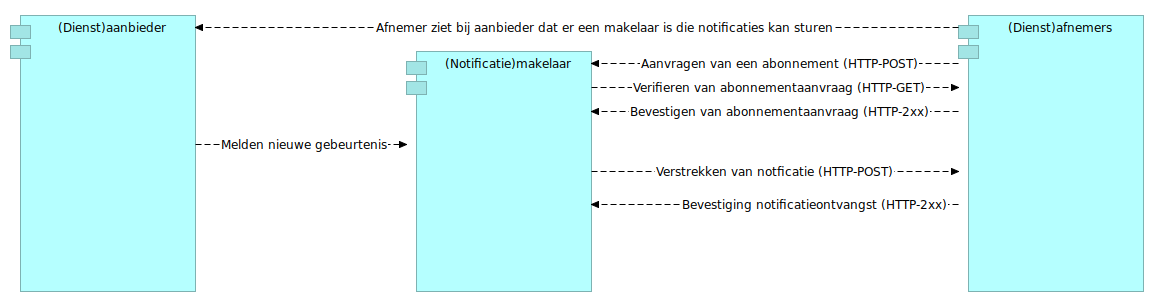 (Dienst)aanbieder
Afnemer ziet bij aanbieder dat er een makelaar is die notificaties kan sturen
(Dienst)afnemers
(Notificatie)makelaar
Aanvragen van een abonnement (HTTP-POST)
Verifieren van abonnementaanvraag (HTTP-GET)
Bevestigen van abonnementaanvraag (HTTP-2xx)
Melden nieuwe gebeurtenis
Verstrekken van notficatie (HTTP-POST)
Bevestiging notificatieontvangst (HTTP-2xx)